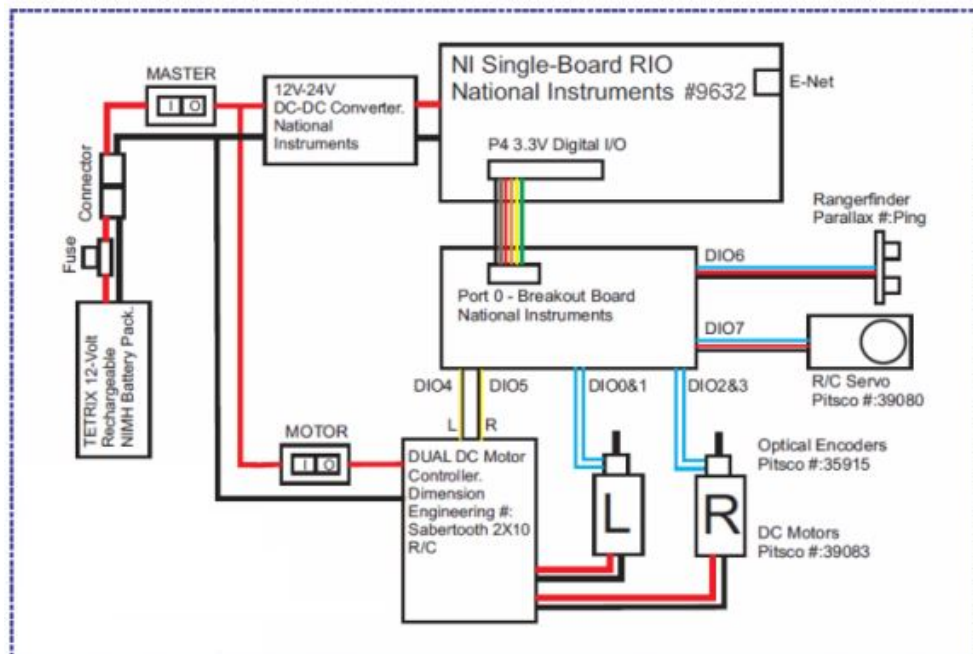 MASTER
I O
12V-24V
DC-DC Converter.
National
Instruments
NI Single-Board RIO
National Instruments #9632
E-Net
P4 3.3V Digital I/O
Connector
Fuse
TETRIX 12-Volt
Rechargeable
NIMH Battery Pack.
Rangerfinder
Parallax #:Ping
DIO6
Port 0 - Breakout Board
National Instruments
DIO7
R/C Servo
Pitsco #:39080
DIO4
DIO5
DIO0&1
DIO2&3
L
R
MOTOR
I O
DUAL DC Motor
Controller.
Dimension
Engineering #:
Sabertooth 2X10
R/C
Optical Encoders
Pitsco #:35915
L
R
DC Motors
Pitsco #:39083